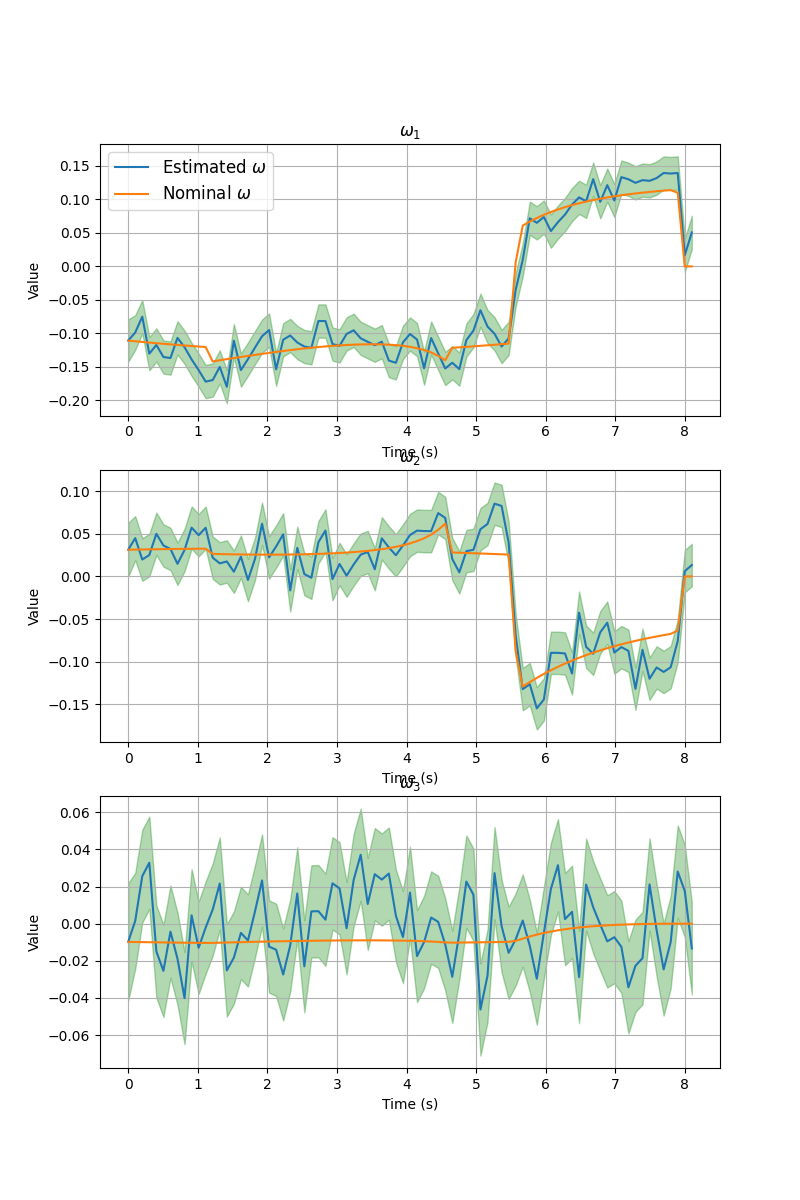 ω₁
Estimated ω
Nominal ω
0.15
0.10
0.05
0.00
−0.05
−0.10
−0.15
−0.20
Value
0 1 2 3 4 5 6 7 8
Time (s)
ω₂
0.10
0.05
0.00
−0.05
−0.10
−0.15
Value
0 1 2 3 4 5 6 7 8
Time (s)
ω₃
0.06
0.04
0.02
0.00
−0.02
−0.04
−0.06
Value
0 1 2 3 4 5 6 7 8
Time (s)